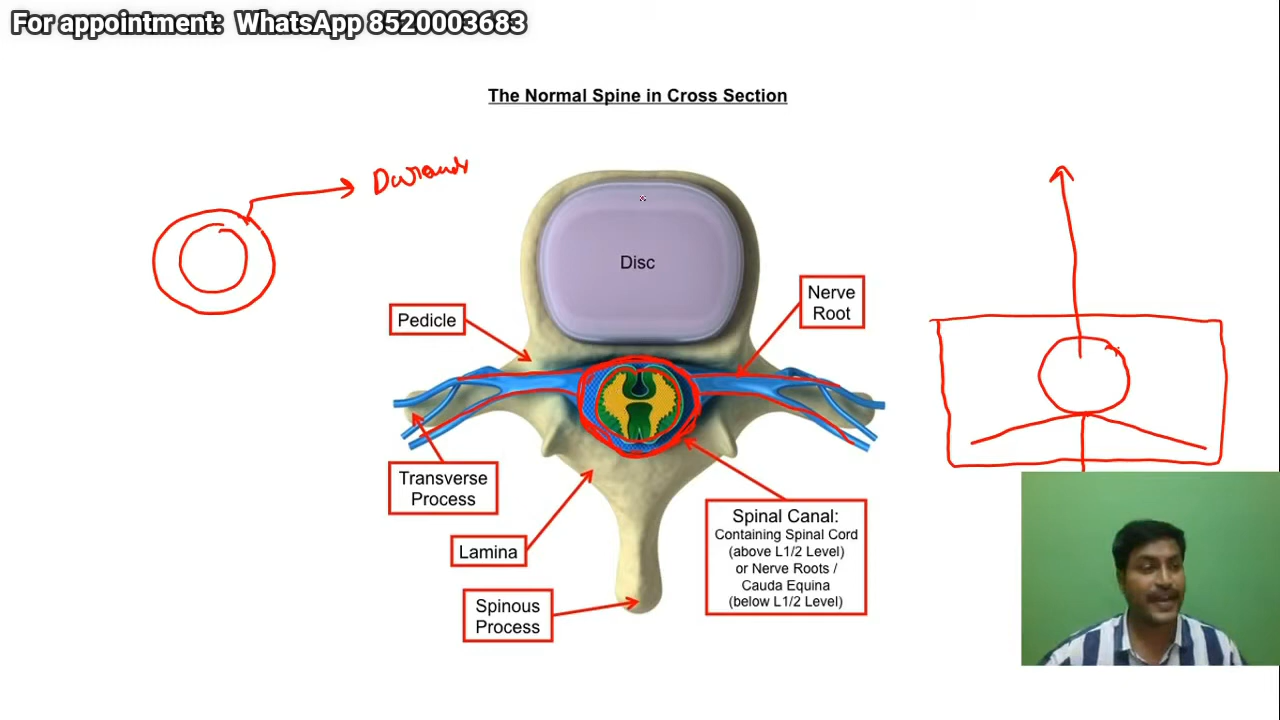 For appointment: WhatsApp 8520003683
The Normal Spine in Cross Section
Disc
Nerve
Root
Pedicle
Transverse
Process
Lamina
Spinal Canal:
Containing Spinal Cord
(above L1/2 Level)
or Nerve Roots /
Cauda Equina
(below L1/2 Level)
Spinous
Process